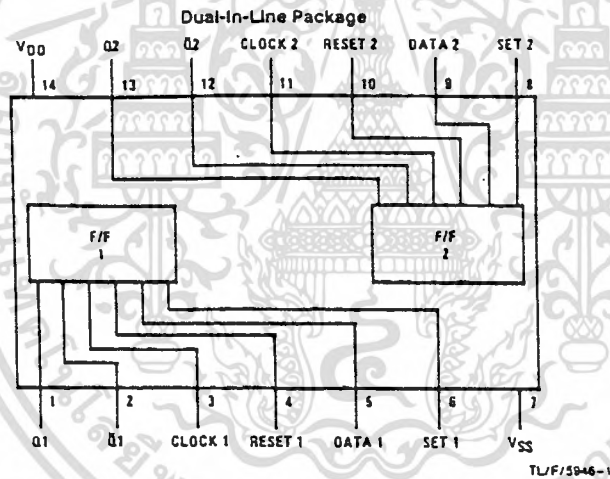 Dual-In-Line Package
VDD Q2 Q̄2 CLOCK 2 RESET 2 DATA 2 SET 2
14 13 12 11 10 9 8
F/F 1
F/F 2
1 2 3 4 5 6 7
Q1 Q̄1 CLOCK 1 RESET 1 DATA 1 SET 1 VSS
TL/F/5946-1